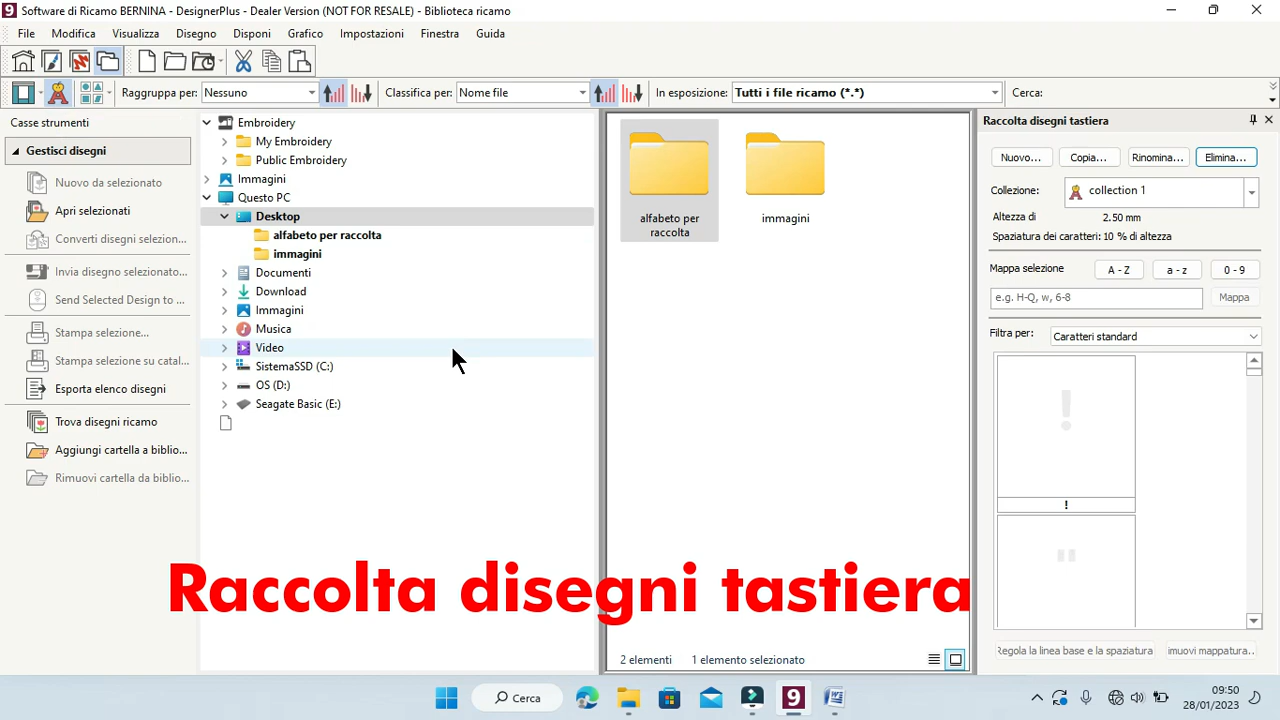 Software di Ricamo BERNINA - DesignerPlus - Dealer Version (NOT FOR RESALE) - Biblioteca ricamo
File Modifica Visualizza Disegno Disponi Grafico Impostazioni Finestra Guida
Raggruppa per: Nessuno Classifica per: Nome file In esposizione: Tutti i file ricamo (*.*) Cerca:
Casse strumenti
Gestisci disegni
Nuovo da selezionato
Apri selezionati
Converti disegni selezion...
Invia disegno selezionato...
Send Selected Design to ...
Stampa selezione...
Stampa selezione su catal...
Esporta elenco disegni
Trova disegni ricamo
Aggiungi cartella a biblio...
Rimuovi cartella da biblio...
Embroidery
My Embroidery
Public Embroidery
Immagini
Questo PC
Desktop
alfabeto per raccolta
immagini
Documenti
Download
Immagini
Musica
Video
SistemaSSD (C:)
OS (D:)
Seagate Basic (E:)
alfabeto per
raccolta
immagini
2 elementi 1 elemento selezionato
Raccolta disegni tastiera
Nuovo... Copia... Rinomina... Elimina...
Collezione: collection 1
Altezza di 2.50 mm
Spaziatura dei caratteri: 10 % di altezza
Mappa selezione A - Z a - z 0 - 9
e.g. H-Q, w, 6-8 Mappa
Filtra per: Caratteri standard
!
!
"
Regola la linea base e la spaziatura imuovi mappatura...
Raccolta disegni tastiera
Cerca
09:50
28/01/2023